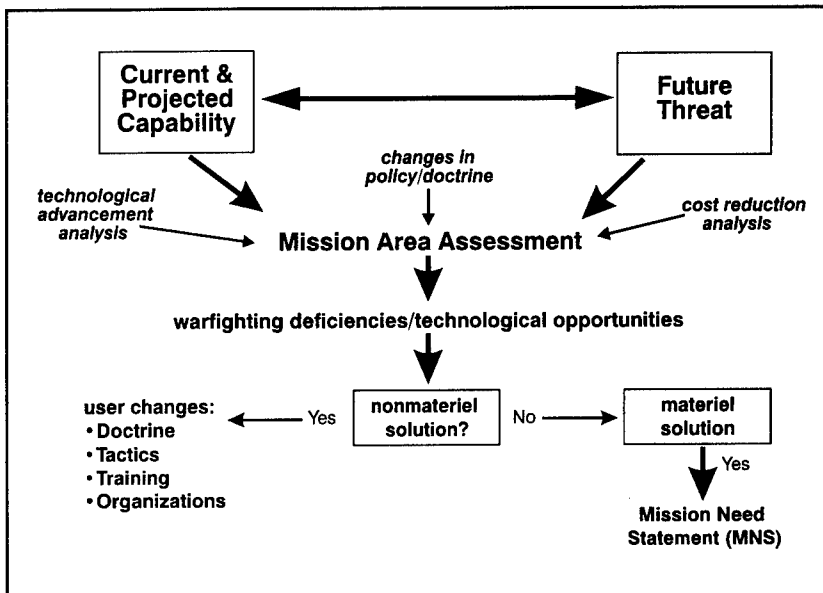 Current &
Projected
Capability
Future
Threat
changes in
policy/doctrine
technological
advancement
analysis
cost reduction
analysis
Mission Area Assessment
warfighting deficiencies/technological opportunities
user changes:
• Doctrine
• Tactics
• Training
• Organizations
Yes
nonmateriel
solution?
No
materiel
solution
Yes
Mission Need
Statement (MNS)